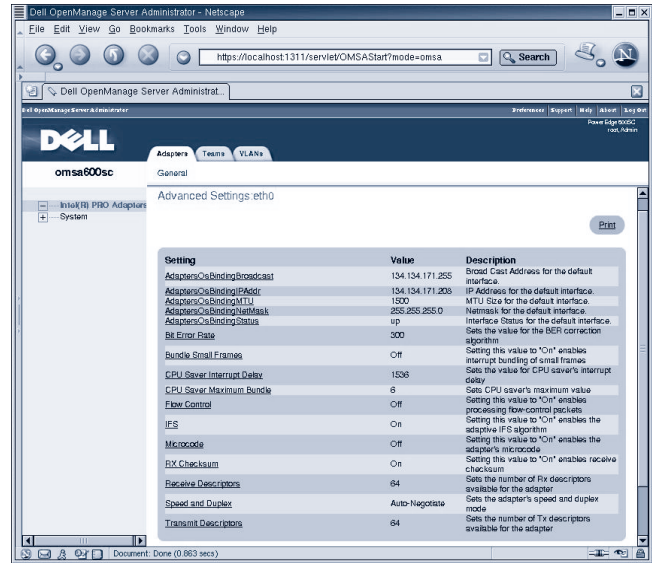 Dell OpenManage Server Administrator - Netscape
File Edit View Go Bookmarks Tools Window Help
https://localhost:1311/servlet/OMSAStart?mode=omsa
Search
N
Dell OpenManage Server Administrat...
Dell OpenManage Server Administrator
Preferences Support Help About Log Out
DELL
root, Admin
Adapters Teams VLANs
omsa600sc
General
Intel(R) PRO Adapters
System
Advanced Settings:eth0
Print
Setting Value Description
AdaptersOsBindingBroadcast 134.134.171.255 Broad Cast Address for the default interface.
AdaptersOsBindingIPAddr 134.134.171.203 IP Address for the default interface.
AdaptersOsBindingMTU 1500 MTU Size for the default interface.
AdaptersOsBindingNetMask 255.255.255.0 Netmask for the default interface.
AdaptersOsBindingStatus up Interface Status for the default interface.
Bit Error Rate 300 Sets the value for the BER correction algorithm
Bundle Small Frames Off Setting this value to "On" enables interrupt bundling of small frames
CPU Saver Interrupt Delay 1536 Sets the value for CPU saver's interrupt delay
CPU Saver Maximum Bundle 6 Sets CPU saver's maximum value
Flow Control Off Setting this value to "On" enables processing flow-control packets
IFS On Setting this value to "On" enables the adaptive IFS algorithm
Microcode Off Setting this value to "On" enables the adapter's microcode
RX Checksum On Setting this value to "On" enables receive checksum
Receive Descriptors 64 Sets the number of Rx descriptors available for the adapter
Speed and Duplex Auto-Negotiate Sets the adapter's speed and duplex mode
Transmit Descriptors 64 Sets the number of Tx descriptors available for the adapter
Document: Done (0.863 secs)